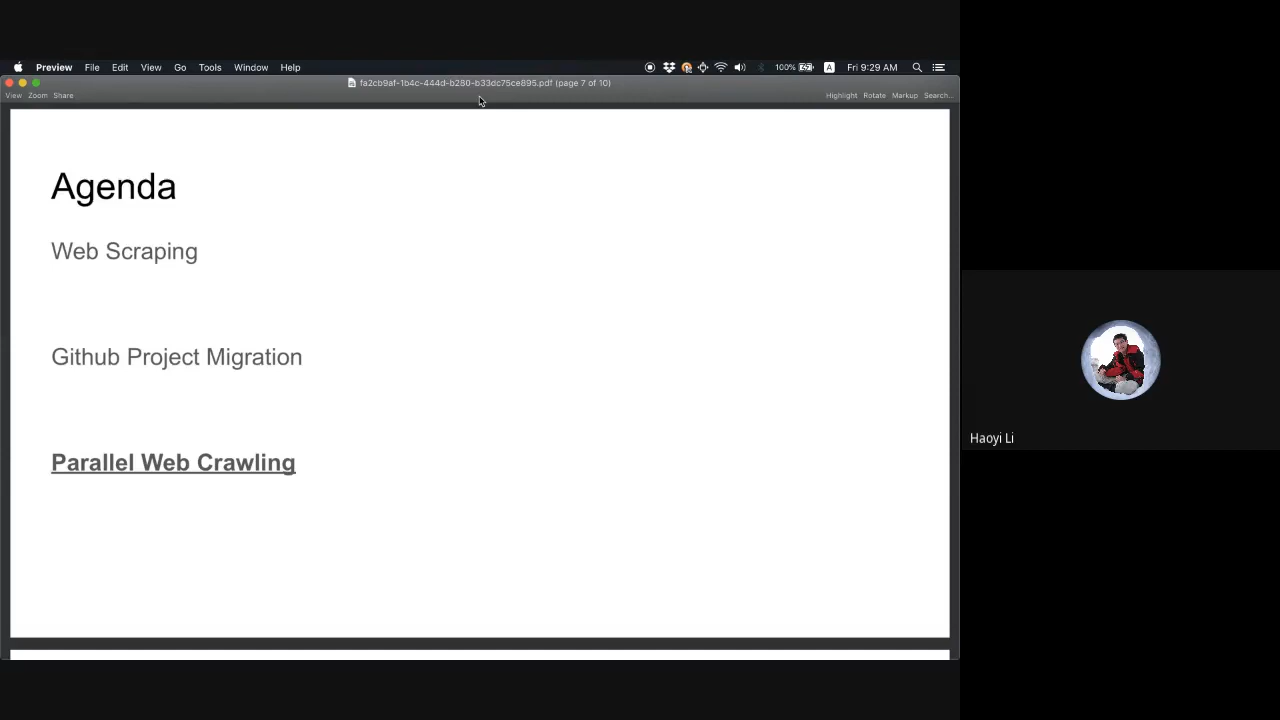 Preview File Edit View Go Tools Window Help 100% A Fri 9:29 AM
fa2cb9af-1b4c-444d-b280-b33dc75ce895.pdf (page 7 of 10)
View Zoom Share Highlight Rotate Markup Search...
Agenda
Web Scraping
Github Project Migration
Parallel Web Crawling
Haoyi Li